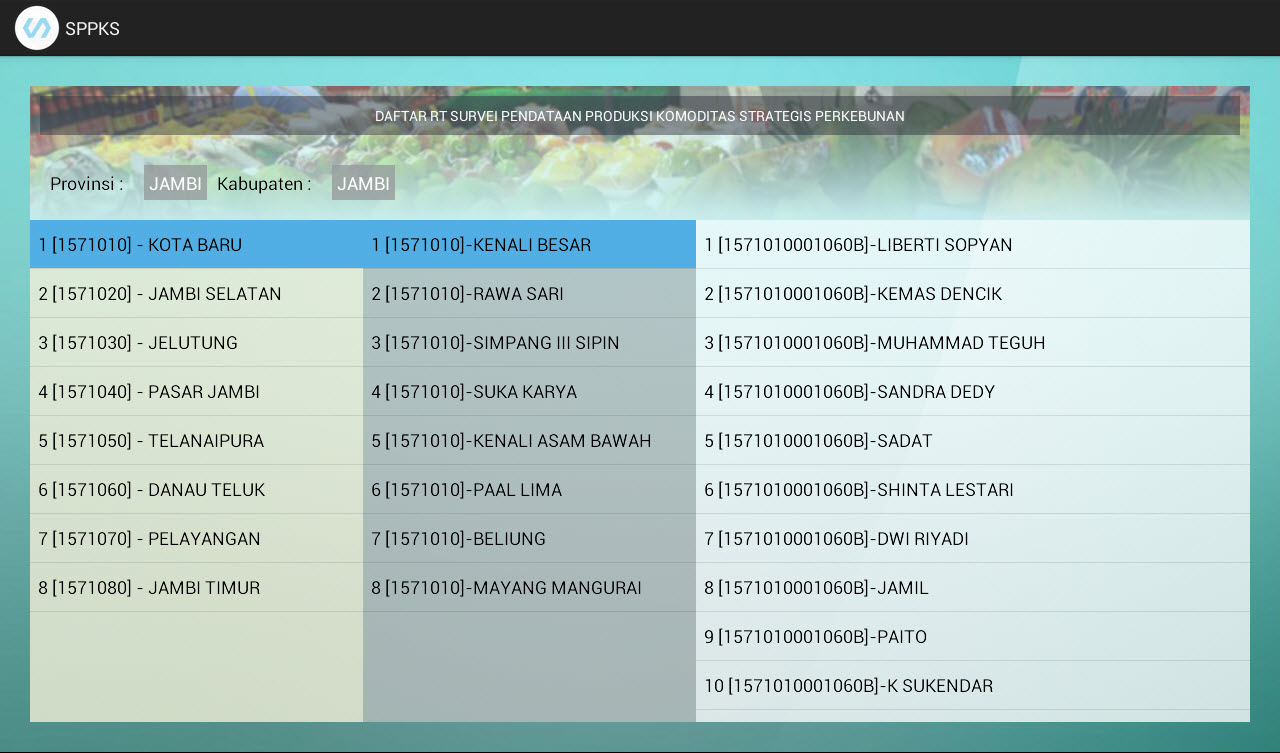 SPPKS
DAFTAR RT SURVEI PENDATAAN PRODUKSI KOMODITAS STRATEGIS PERKEBUNAN
Provinsi : JAMBI Kabupaten : JAMBI
1 [1571010] - KOTA BARU
2 [1571020] - JAMBI SELATAN
3 [1571030] - JELUTUNG
4 [1571040] - PASAR JAMBI
5 [1571050] - TELANAIPURA
6 [1571060] - DANAU TELUK
7 [1571070] - PELAYANGAN
8 [1571080] - JAMBI TIMUR
1 [1571010]-KENALI BESAR
2 [1571010]-RAWA SARI
3 [1571010]-SIMPANG III SIPIN
4 [1571010]-SUKA KARYA
5 [1571010]-KENALI ASAM BAWAH
6 [1571010]-PAAL LIMA
7 [1571010]-BELIUNG
8 [1571010]-MAYANG MANGURAI
1 [1571010001060B]-LIBERTI SOPYAN
2 [1571010001060B]-KEMAS DENCIK
3 [1571010001060B]-MUHAMMAD TEGUH
4 [1571010001060B]-SANDRA DEDY
5 [1571010001060B]-SADAT
6 [1571010001060B]-SHINTA LESTARI
7 [1571010001060B]-DWI RIYADI
8 [1571010001060B]-JAMIL
9 [1571010001060B]-PAITO
10 [1571010001060B]-K SUKENDAR